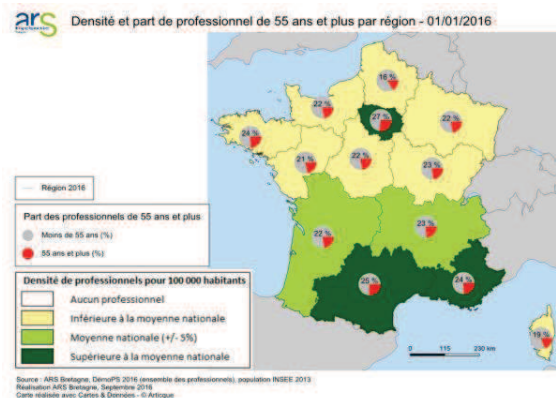 ars
Densité et part de professionnel de 55 ans et plus par région - 01/01/2016
16 %
22 %
27 %
22 %
24 %
21 %
22 %
23 %
22 %
23 %
25 %
24 %
19 %
Région 2016
Part des professionnels de 55 ans et plus
Moins de 55 ans (%)
55 ans et plus (%)
Densité de professionnels pour 100 000 habitants
Aucun professionnel
Inférieure à la moyenne nationale
Moyenne nationale (+/- 5%)
Supérieure à la moyenne nationale
0 115 230 km
Source : ARS Bretagne, DémoPS 2016 (ensemble des professionnels), population INSEE 2013
Réalisation ARS Bretagne, Septembre 2016
Carte réalisée avec Cartes & Données - © Articque